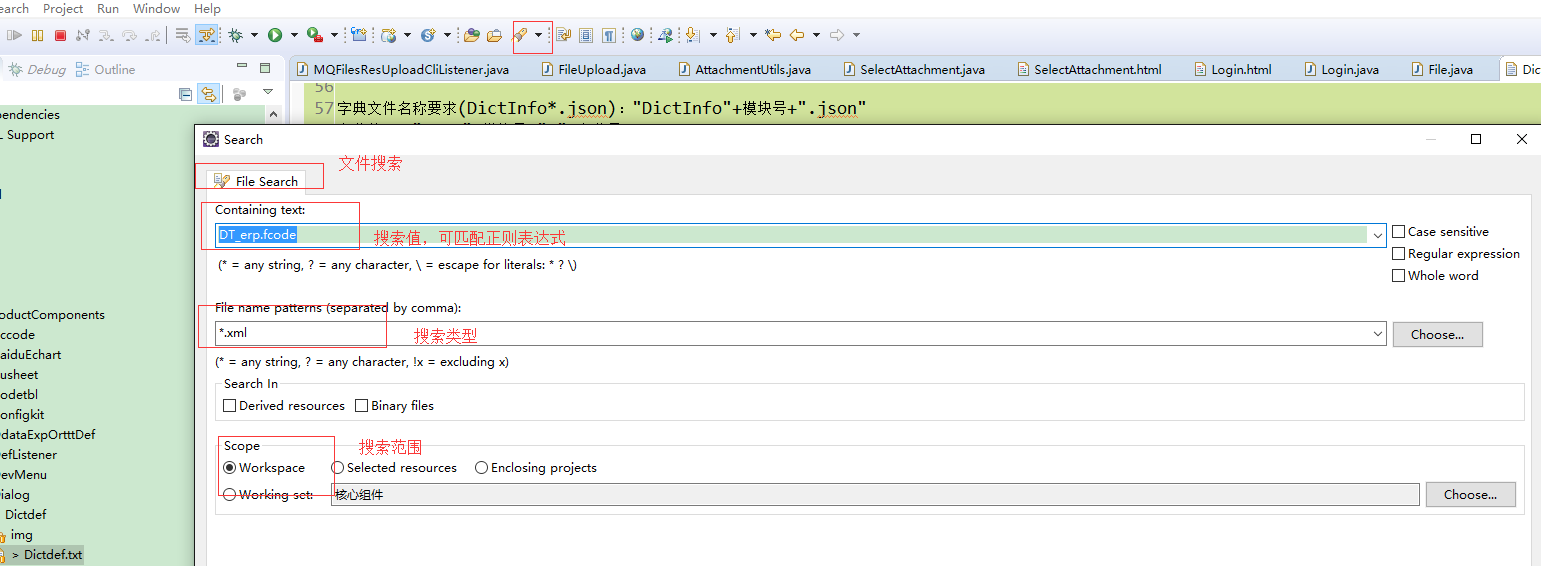 earch Project Run Window Help
Debug Outline
MQFilesResUploadCliListener.java FileUpload.java AttachmentUtils.java SelectAttachment.java SelectAttachment.html Login.html Login.java File.java Dic
56
57 字典文件名称要求(DictInfo*.json)："DictInfo"+模块号+".json"
pendencies
L Support
Search
文件搜索
File Search
Containing text:
DT_erp.fcode
搜索值，可匹配正则表达式
Case sensitive
(* = any string, ? = any character, \ = escape for literals: * ? \)
Regular expression
Whole word
File name patterns (separated by comma):
*.xml
搜索类型
Choose...
(* = any string, ? = any character, !x = excluding x)
Search In
Derived resources Binary files
Scope
搜索范围
Workspace Selected resources Enclosing projects
Working set: 核心组件 Choose...
oductComponents
ccode
aiduEchart
usheet
odetbl
onfigkit
dataExpOrtttDef
efListener
evMenu
ialog
Dictdef
img
> Dictdef.txt